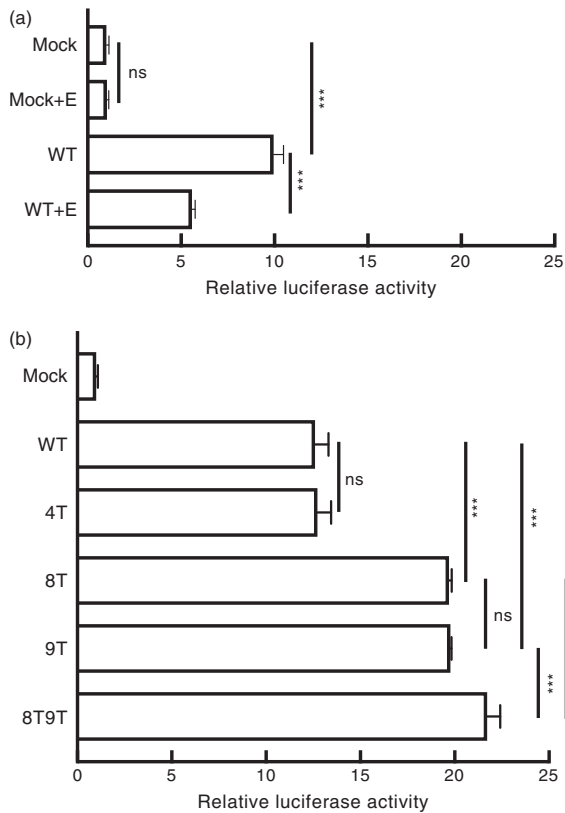 (a)
Mock
ns
Mock+E
***
WT
***
WT+E
0 5 10 15 20 25
Relative luciferase activity
(b)
Mock
WT
ns
4T
***
***
8T
ns
9T
***
8T9T
0 5 10 15 20 25
Relative luciferase activity